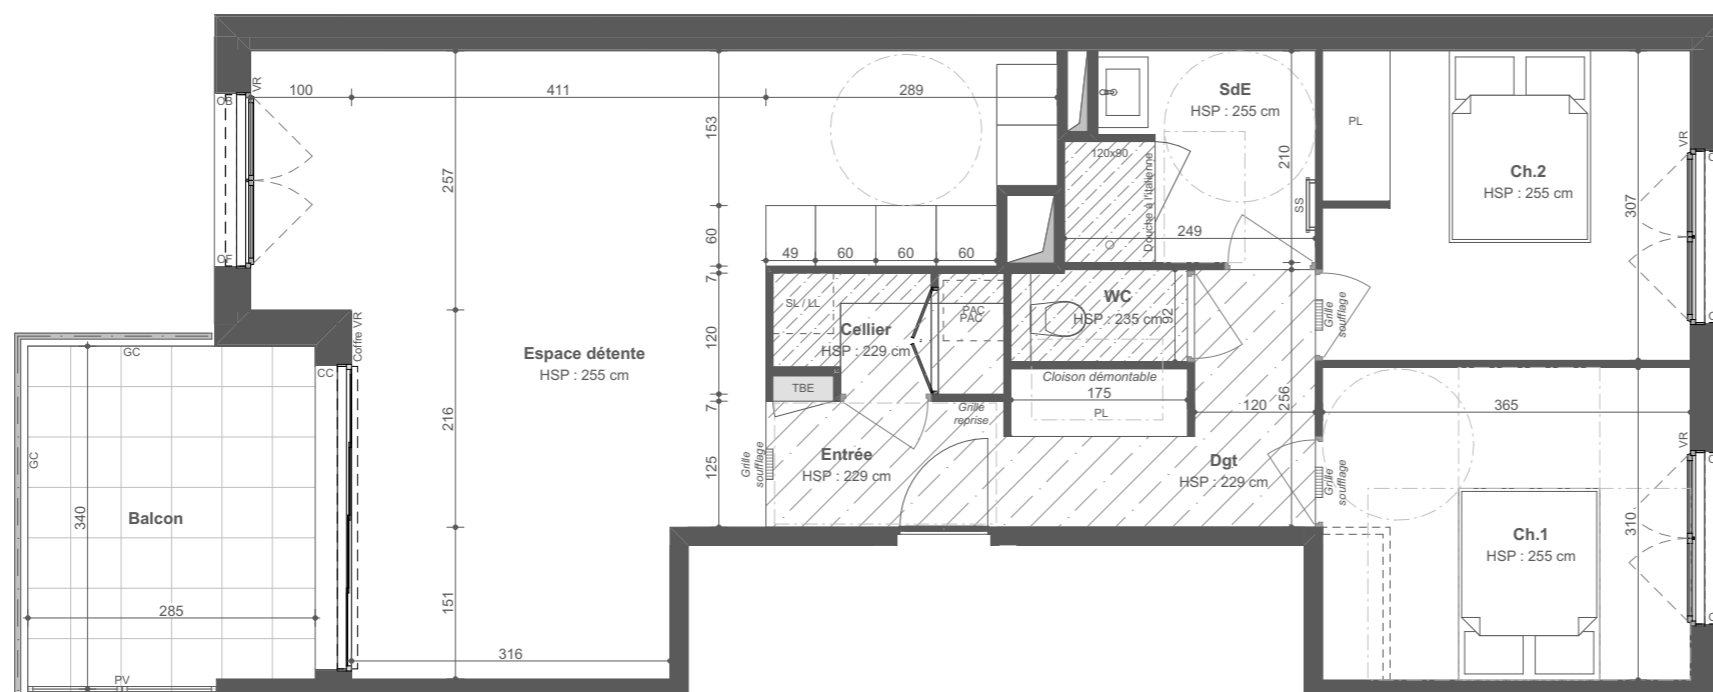 VR
OB
100
411
289
153
257
OF
60
49
60
60
60
7
SdE
HSP : 255 cm
120x90
Douche à l'italienne
210
SS
249
PL
Ch.2
HSP : 255 cm
307
VR
SL / LL
Cellier
HSP : 229 cm
PAC
PAC
WC
HSP : 235 cm
92
Grille
soufflage
120
Coffre VR
GC
CC
Espace détente
HSP : 255 cm
TBE
7
Cloison démontable
175
PL
120
256
365
Grille
reprise
216
125
Entrée
HSP : 229 cm
Grille
soufflage
Dgt
HSP : 229 cm
Grille
soufflage
VR
GC
340
Balcon
285
PV
151
316
Ch.1
HSP : 255 cm
310